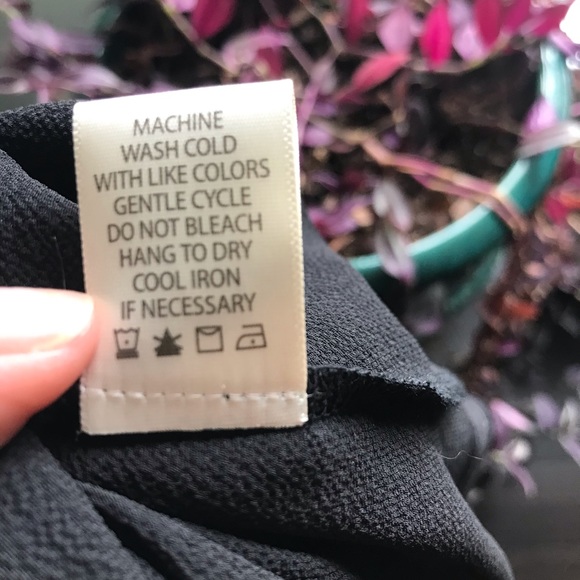 MACHINE
WASH COLD
WITH LIKE COLORS
GENTLE CYCLE
DO NOT BLEACH
HANG TO DRY
COOL IRON
IF NECESSARY